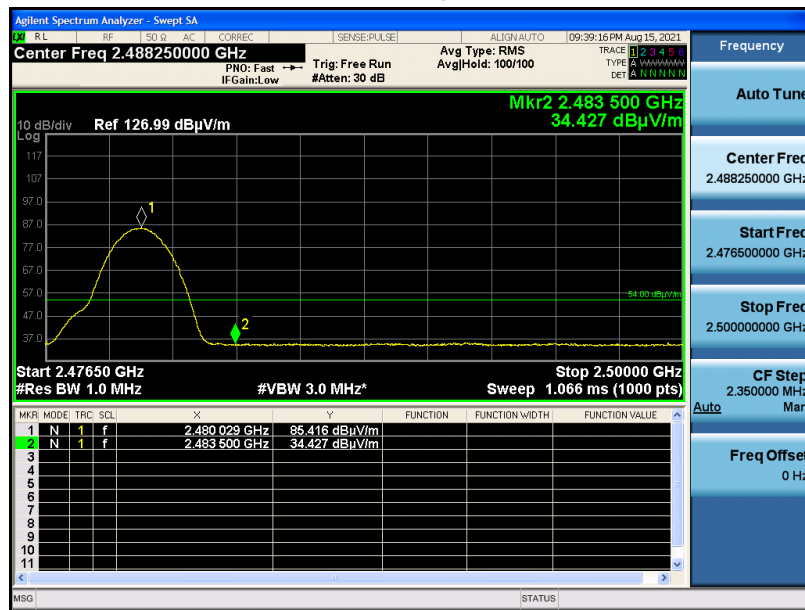 Agilent Spectrum Analyzer - Swept SA
LXI RL RF 50 Ω AC CORREC SENSE:PULSE ALIGN AUTO 09:39:16 PM Aug 15, 2021
Center Freq 2.488250000 GHz
PNO: Fast
IFGain:Low
Trig: Free Run
#Atten: 30 dB
Avg Type: RMS
Avg|Hold: 100/100
TRACE 1 2 3 4 5 6
TYPE A WWWWW
DET A N N N N N
Mkr2 2.483 500 GHz
34.427 dBµV/m
10 dB/div Ref 126.99 dBµV/m
Log
117
107
97.0
87.0
77.0
67.0
57.0
47.0
37.0
1
2
54.00 dBµV/m
Start 2.47650 GHz Stop 2.50000 GHz
#Res BW 1.0 MHz #VBW 3.0 MHz* Sweep 1.066 ms (1000 pts)
MKR MODE TRC SCL X Y FUNCTION FUNCTION WIDTH FUNCTION VALUE
1 N 1 f 2.480 029 GHz 85.416 dBµV/m
2 N 1 f 2.483 500 GHz 34.427 dBµV/m
3
4
5
6
7
8
9
10
11
MSG STATUS
Frequency
Auto Tune
Center Freq
2.488250000 GHz
Start Freq
2.476500000 GHz
Stop Freq
2.500000000 GHz
CF Step
2.350000 MHz
Auto Man
Freq Offset
0 Hz